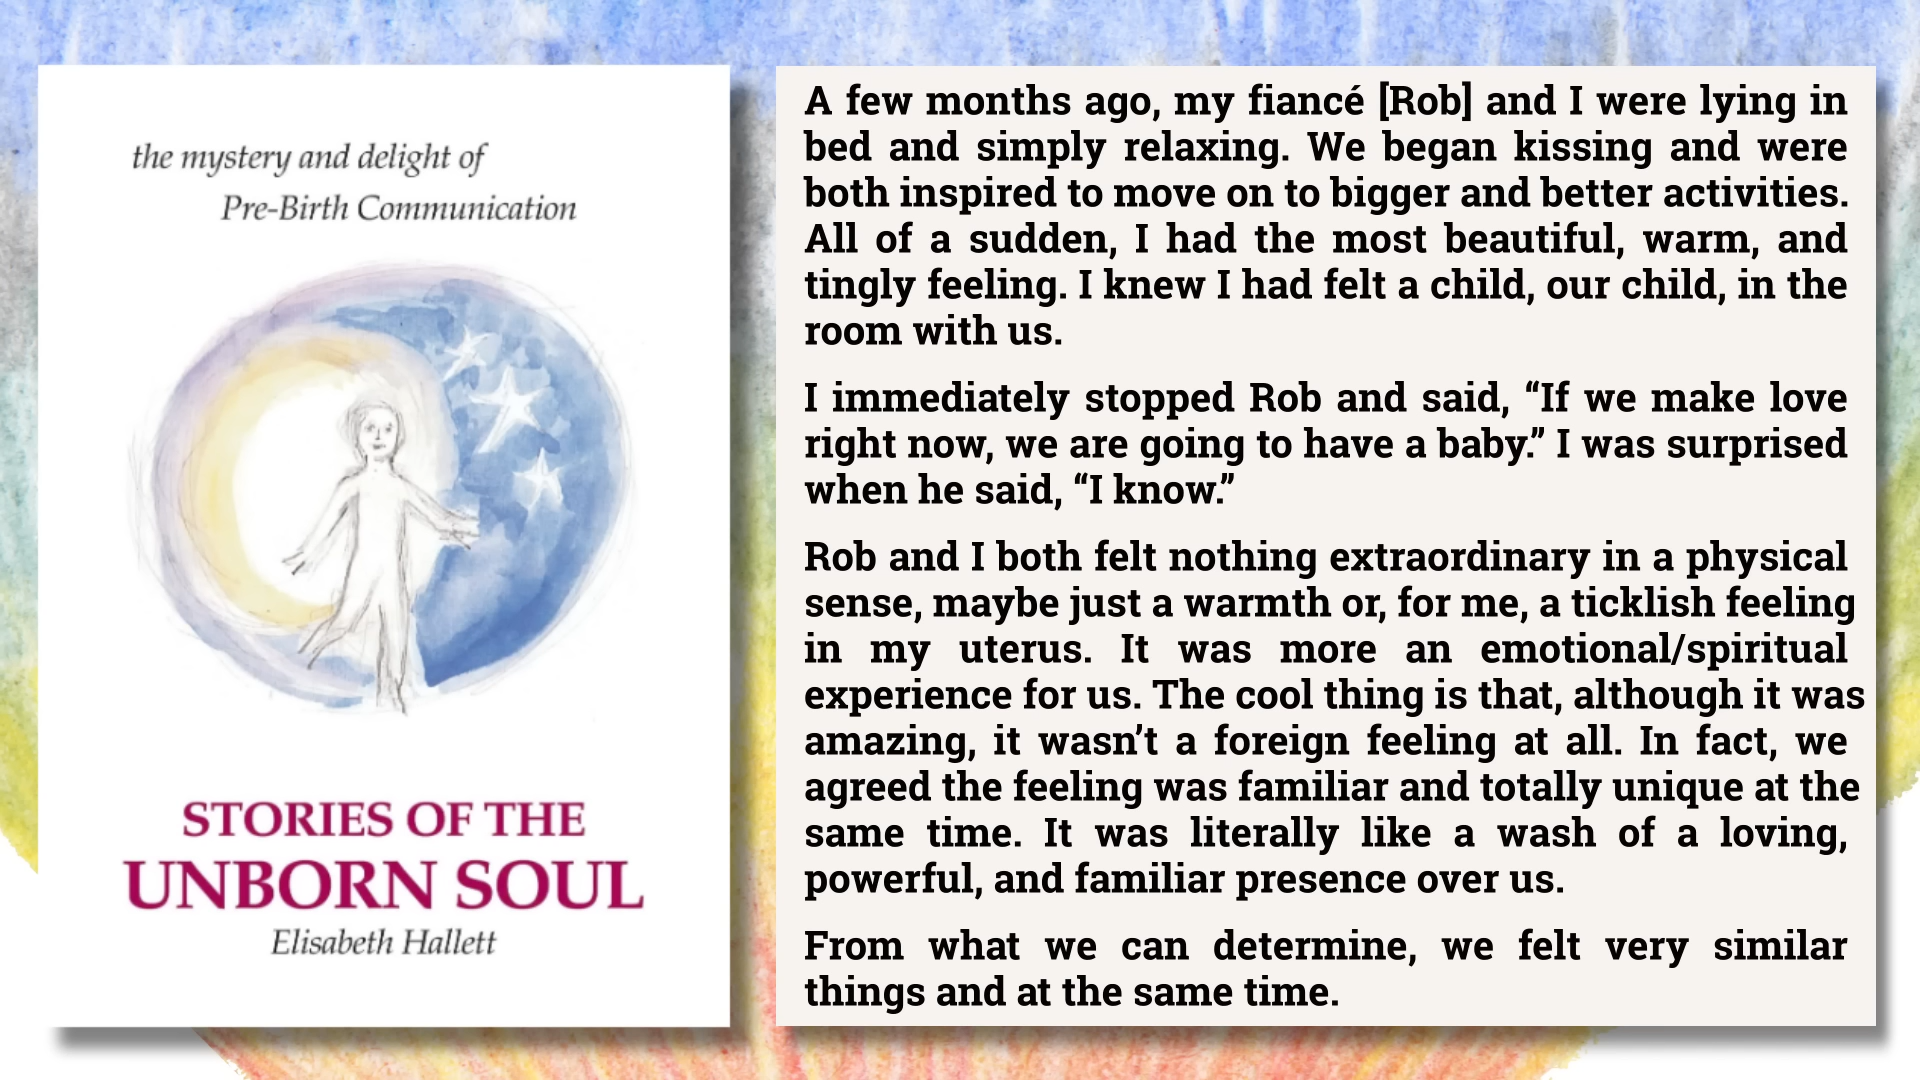 the mystery and delight of
Pre-Birth Communication
STORIES OF THE
UNBORN SOUL
Elisabeth Hallett
A few months ago, my fiancé [Rob] and I were lying in
bed and simply relaxing. We began kissing and were
both inspired to move on to bigger and better activities.
All of a sudden, I had the most beautiful, warm, and
tingly feeling. I knew I had felt a child, our child, in the
room with us.
I immediately stopped Rob and said, “If we make love
right now, we are going to have a baby.” I was surprised
when he said, “I know.”
Rob and I both felt nothing extraordinary in a physical
sense, maybe just a warmth or, for me, a ticklish feeling
in my uterus. It was more an emotional/spiritual
experience for us. The cool thing is that, although it was
amazing, it wasn’t a foreign feeling at all. In fact, we
agreed the feeling was familiar and totally unique at the
same time. It was literally like a wash of a loving,
powerful, and familiar presence over us.
From what we can determine, we felt very similar
things and at the same time.